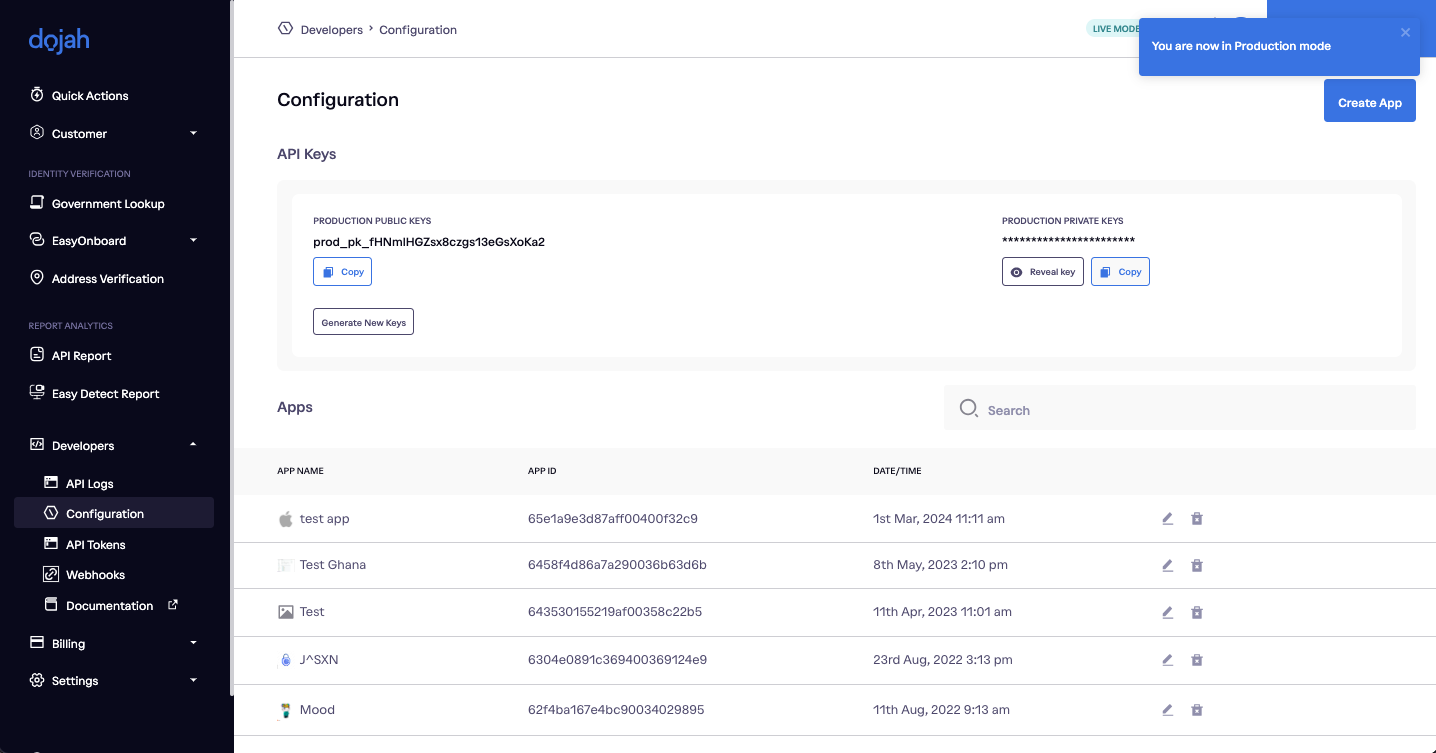 dojah
Developers > Configuration
LIVE MODE
You are now in Production mode
Quick Actions
Customer
IDENTITY VERIFICATION
Government Lookup
EasyOnboard
Address Verification
REPORT ANALYTICS
API Report
Easy Detect Report
Developers
API Logs
Configuration
API Tokens
Webhooks
Documentation
Billing
Settings
Configuration
Create App
API Keys
PRODUCTION PUBLIC KEYS
prod_pk_fHNmlHGZsx8czgs13eGsXoKa2
Copy
Generate New Keys
PRODUCTION PRIVATE KEYS
***********************
Reveal key Copy
Apps
Search
APP NAME APP ID DATE/TIME
test app 65e1a9e3d87aff00400f32c9 1st Mar, 2024 11:11 am
Test Ghana 6458f4d86a7a290036b63d6b 8th May, 2023 2:10 pm
Test 643530155219af00358c22b5 11th Apr, 2023 11:01 am
J^SXN 6304e0891c369400369124e9 23rd Aug, 2022 3:13 pm
Mood 62f4ba167e4bc90034029895 11th Aug, 2022 9:13 am